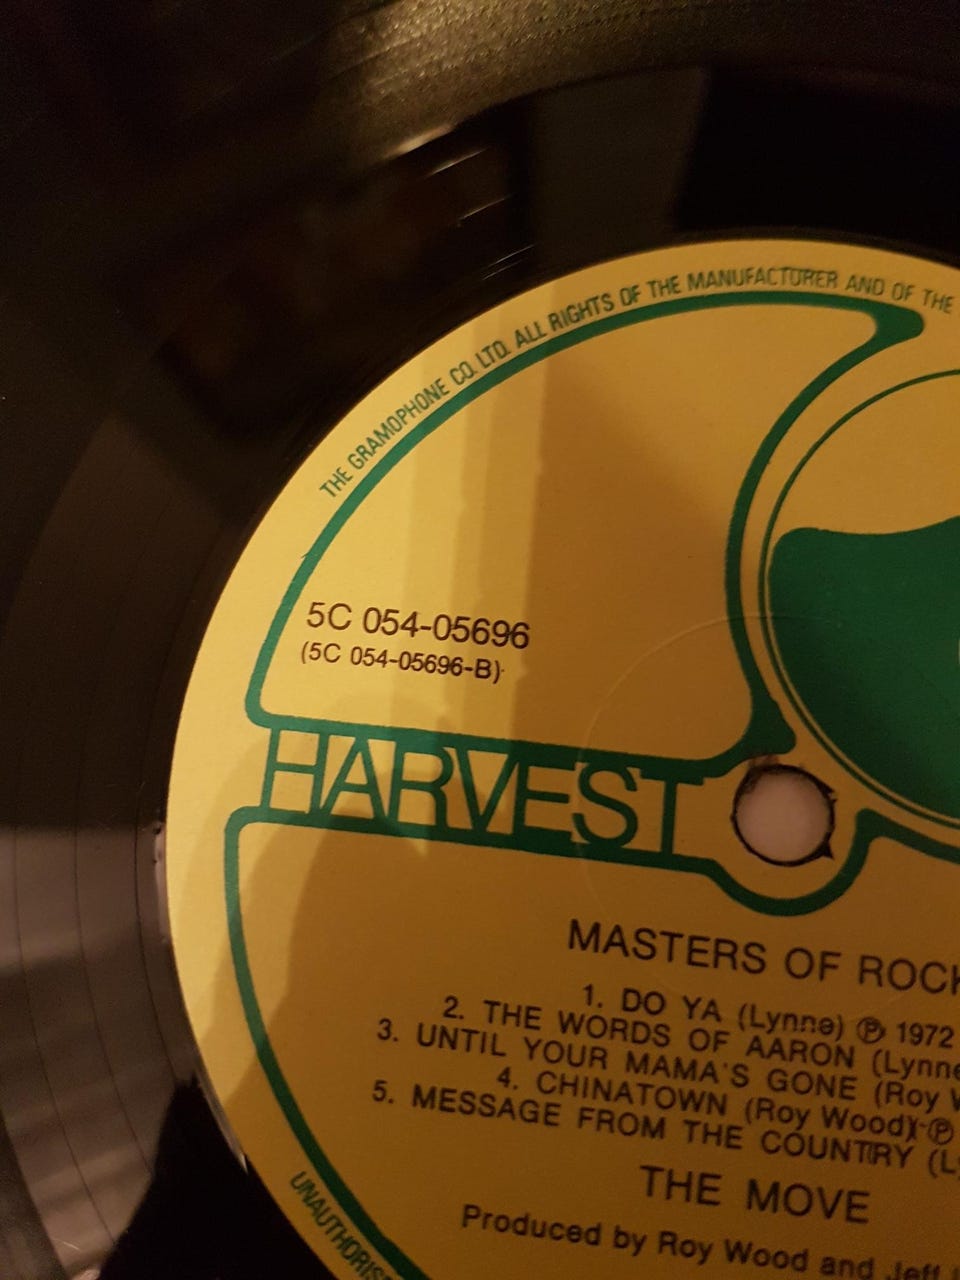 THE GRAMOPHONE CO. LTD. ALL RIGHTS OF THE MANUFACTURER AND OF THE
5C 054-05696
(5C 054-05696-B)
HARVEST
MASTERS OF ROCK
1. DO YA (Lynne) ℗ 1972
2. THE WORDS OF AARON (Lynne
3. UNTIL YOUR MAMA'S GONE (Roy W
4. CHINATOWN (Roy Wood) ℗
5. MESSAGE FROM THE COUNTRY (L
THE MOVE
Produced by Roy Wood and Jeff
UNAUTHORIS